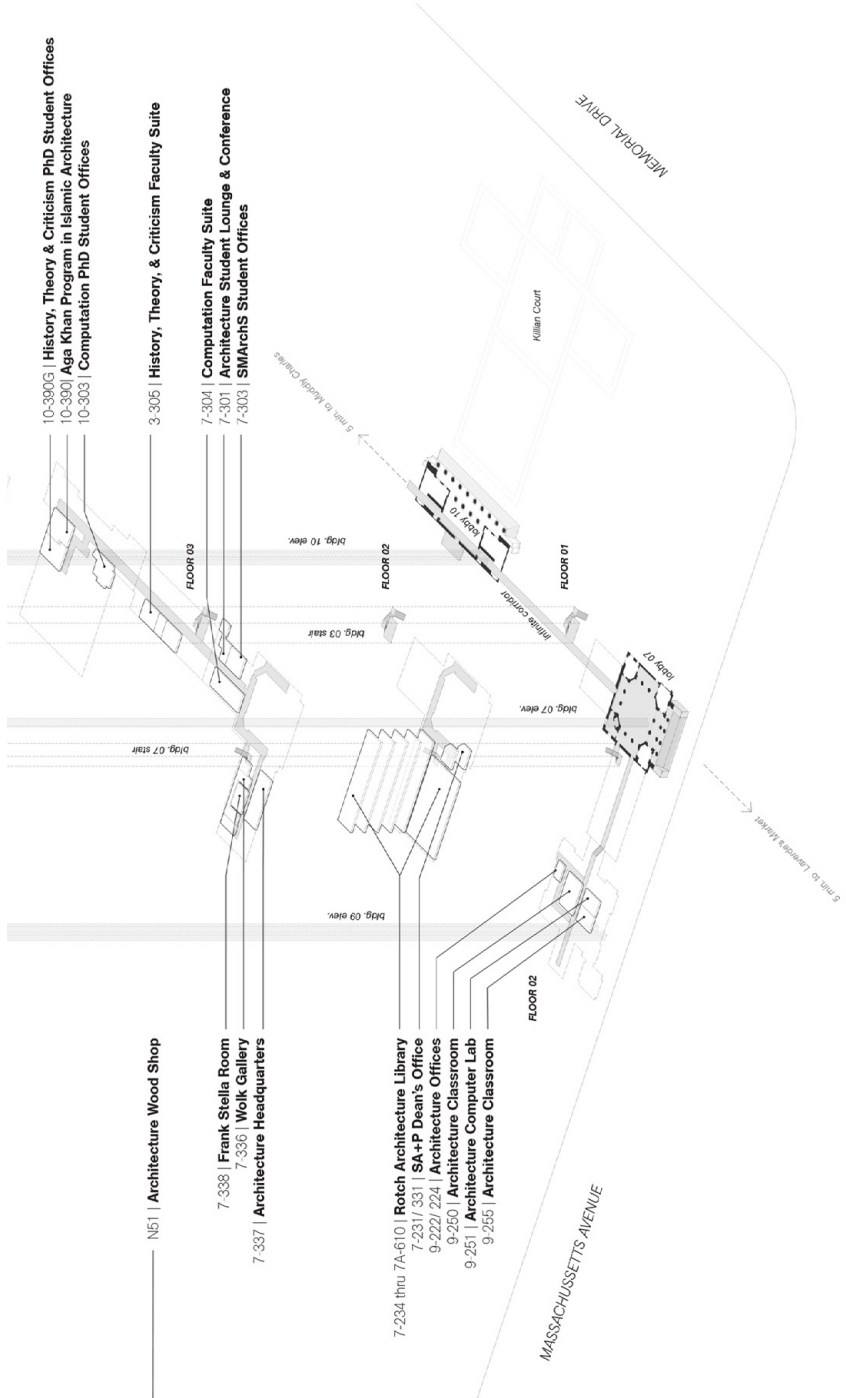 10-390G | History, Theory & Criticism PhD Student Offices
10-390| Aga Khan Program in Islamic Architecture
10-303 | Computation PhD Student Offices
3-305 | History, Theory, & Criticism Faculty Suite
7-304 | Computation Faculty Suite
7-301 | Architecture Student Lounge & Conference
7-303 | SMArchS Student Offices
N51 | Architecture Wood Shop
7-338 | Frank Stella Room
7-336 | Wolk Gallery
7-337 | Architecture Headquarters
7-234 thru 7A-610 | Rotch Architecture Library
7-231/ 331 | SA+P Dean's Office
9-222/ 224 | Architecture Offices
9-250 | Architecture Classroom
9-251 | Architecture Computer Lab
9-255 | Architecture Classroom
FLOOR 03
FLOOR 02
FLOOR 01
FLOOR 02
bldg. 10 elev.
bldg. 03 stair
bldg. 07 elev.
bldg. 07 stair
bldg. 09 elev.
lobby 10
infinite corridor
lobby 07
Killian Court
5 min. to Muddy Charles
5 min. to Laverde's Market
MEMORIAL DRIVE
MASSACHUSSETTS AVENUE